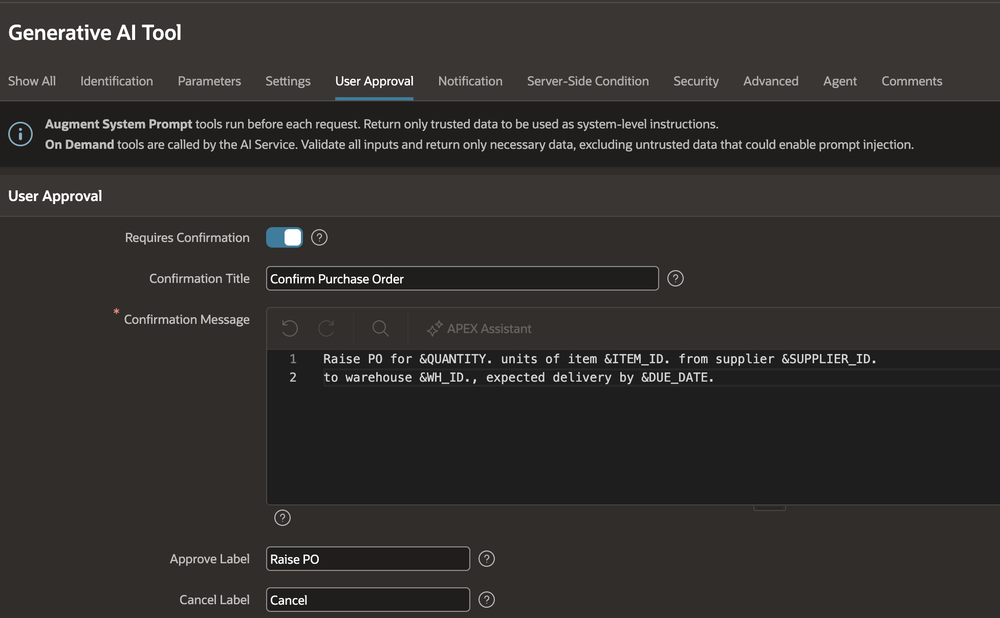 Generative AI Tool
Show All Identification Parameters Settings User Approval Notification Server-Side Condition Security Advanced Agent Comments
Augment System Prompt tools run before each request. Return only trusted data to be used as system-level instructions.
On Demand tools are called by the AI Service. Validate all inputs and return only necessary data, excluding untrusted data that could enable prompt injection.
User Approval
Requires Confirmation ?
Confirmation Title Confirm Purchase Order ?
* Confirmation Message
APEX Assistant
1 Raise PO for &QUANTITY. units of item &ITEM_ID. from supplier &SUPPLIER_ID.
2 to warehouse &WH_ID., expected delivery by &DUE_DATE.
?
Approve Label Raise PO ?
Cancel Label Cancel ?